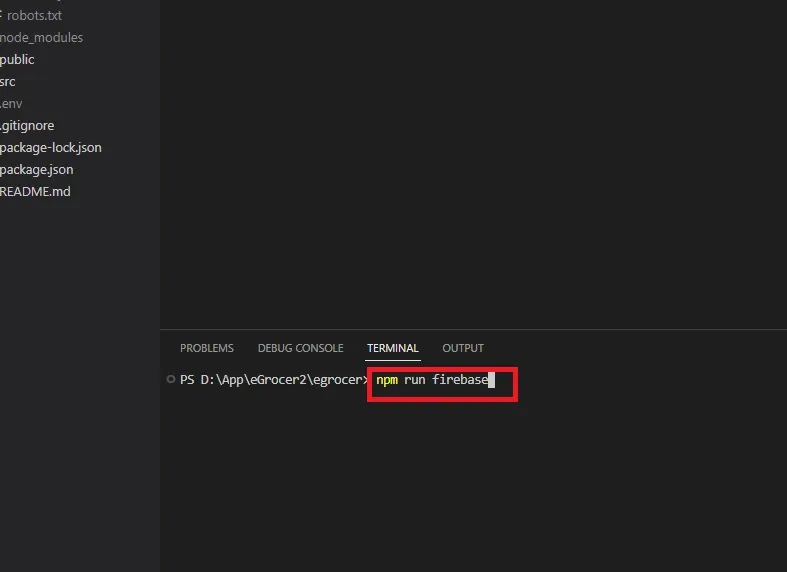 robots.txt
node_modules
public
src
.env
.gitignore
package-lock.json
package.json
README.md
PROBLEMS DEBUG CONSOLE TERMINAL OUTPUT
PS D:\App\eGrocer2\egrocer> npm run firebase